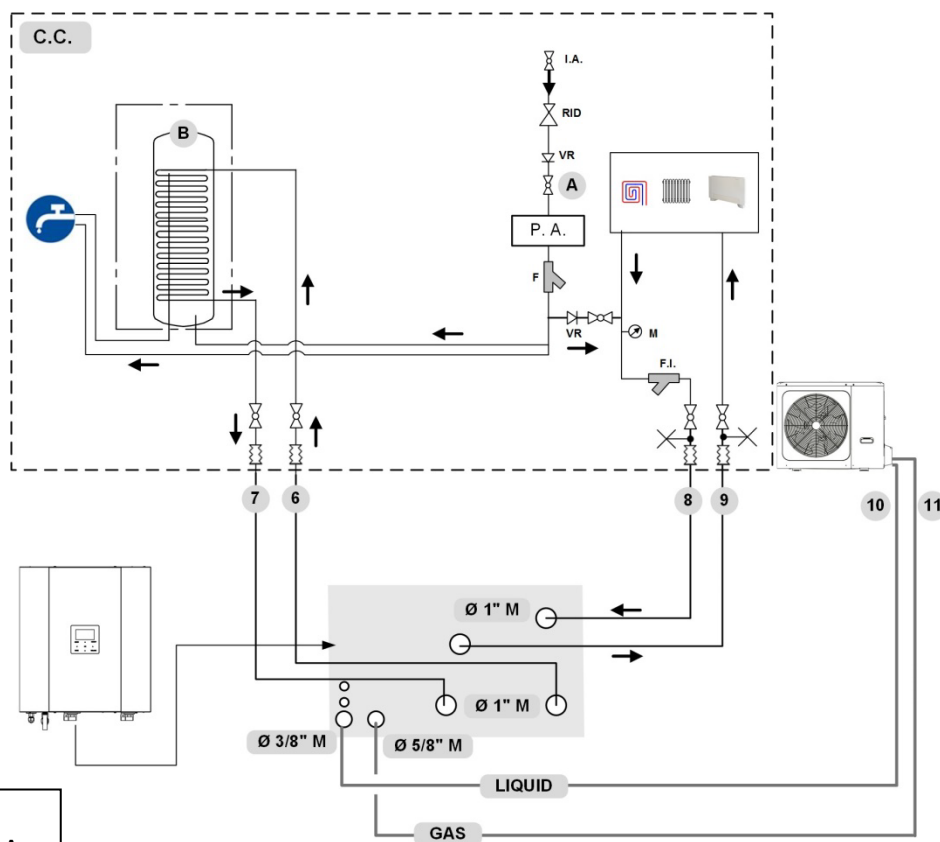 C.C.
I.A.
RID
B
VR
A
P. A.
F
VR
M
F.I.
7
6
8
9
10
11
Ø 1" M
Ø 1" M
Ø 3/8" M
Ø 5/8" M
LIQUID
GAS